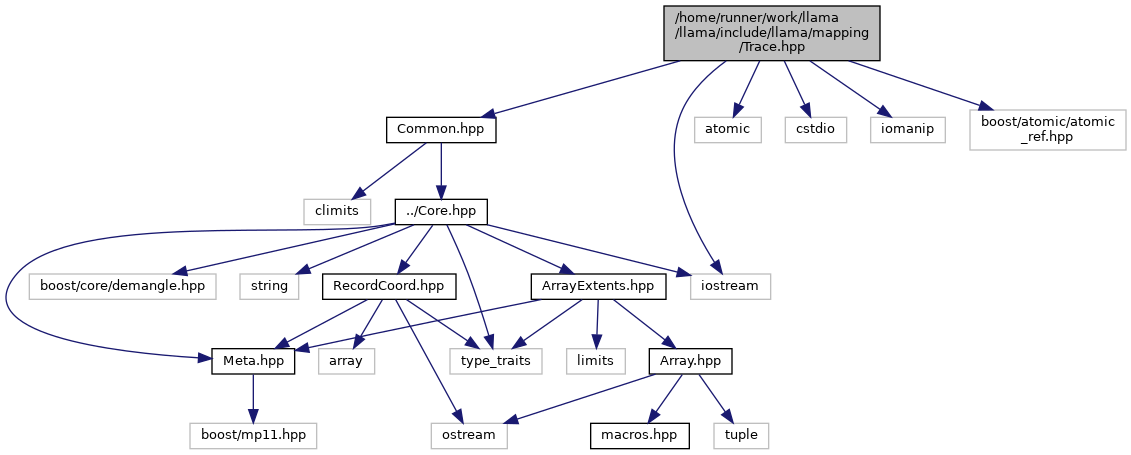 /home/runner/work/llama
/llama/include/llama/mapping
/Trace.hpp
Common.hpp
atomic
cstdio
iomanip
boost/atomic/atomic
_ref.hpp
climits
../Core.hpp
boost/core/demangle.hpp
string
RecordCoord.hpp
ArrayExtents.hpp
iostream
Meta.hpp
array
type_traits
limits
Array.hpp
boost/mp11.hpp
ostream
macros.hpp
tuple